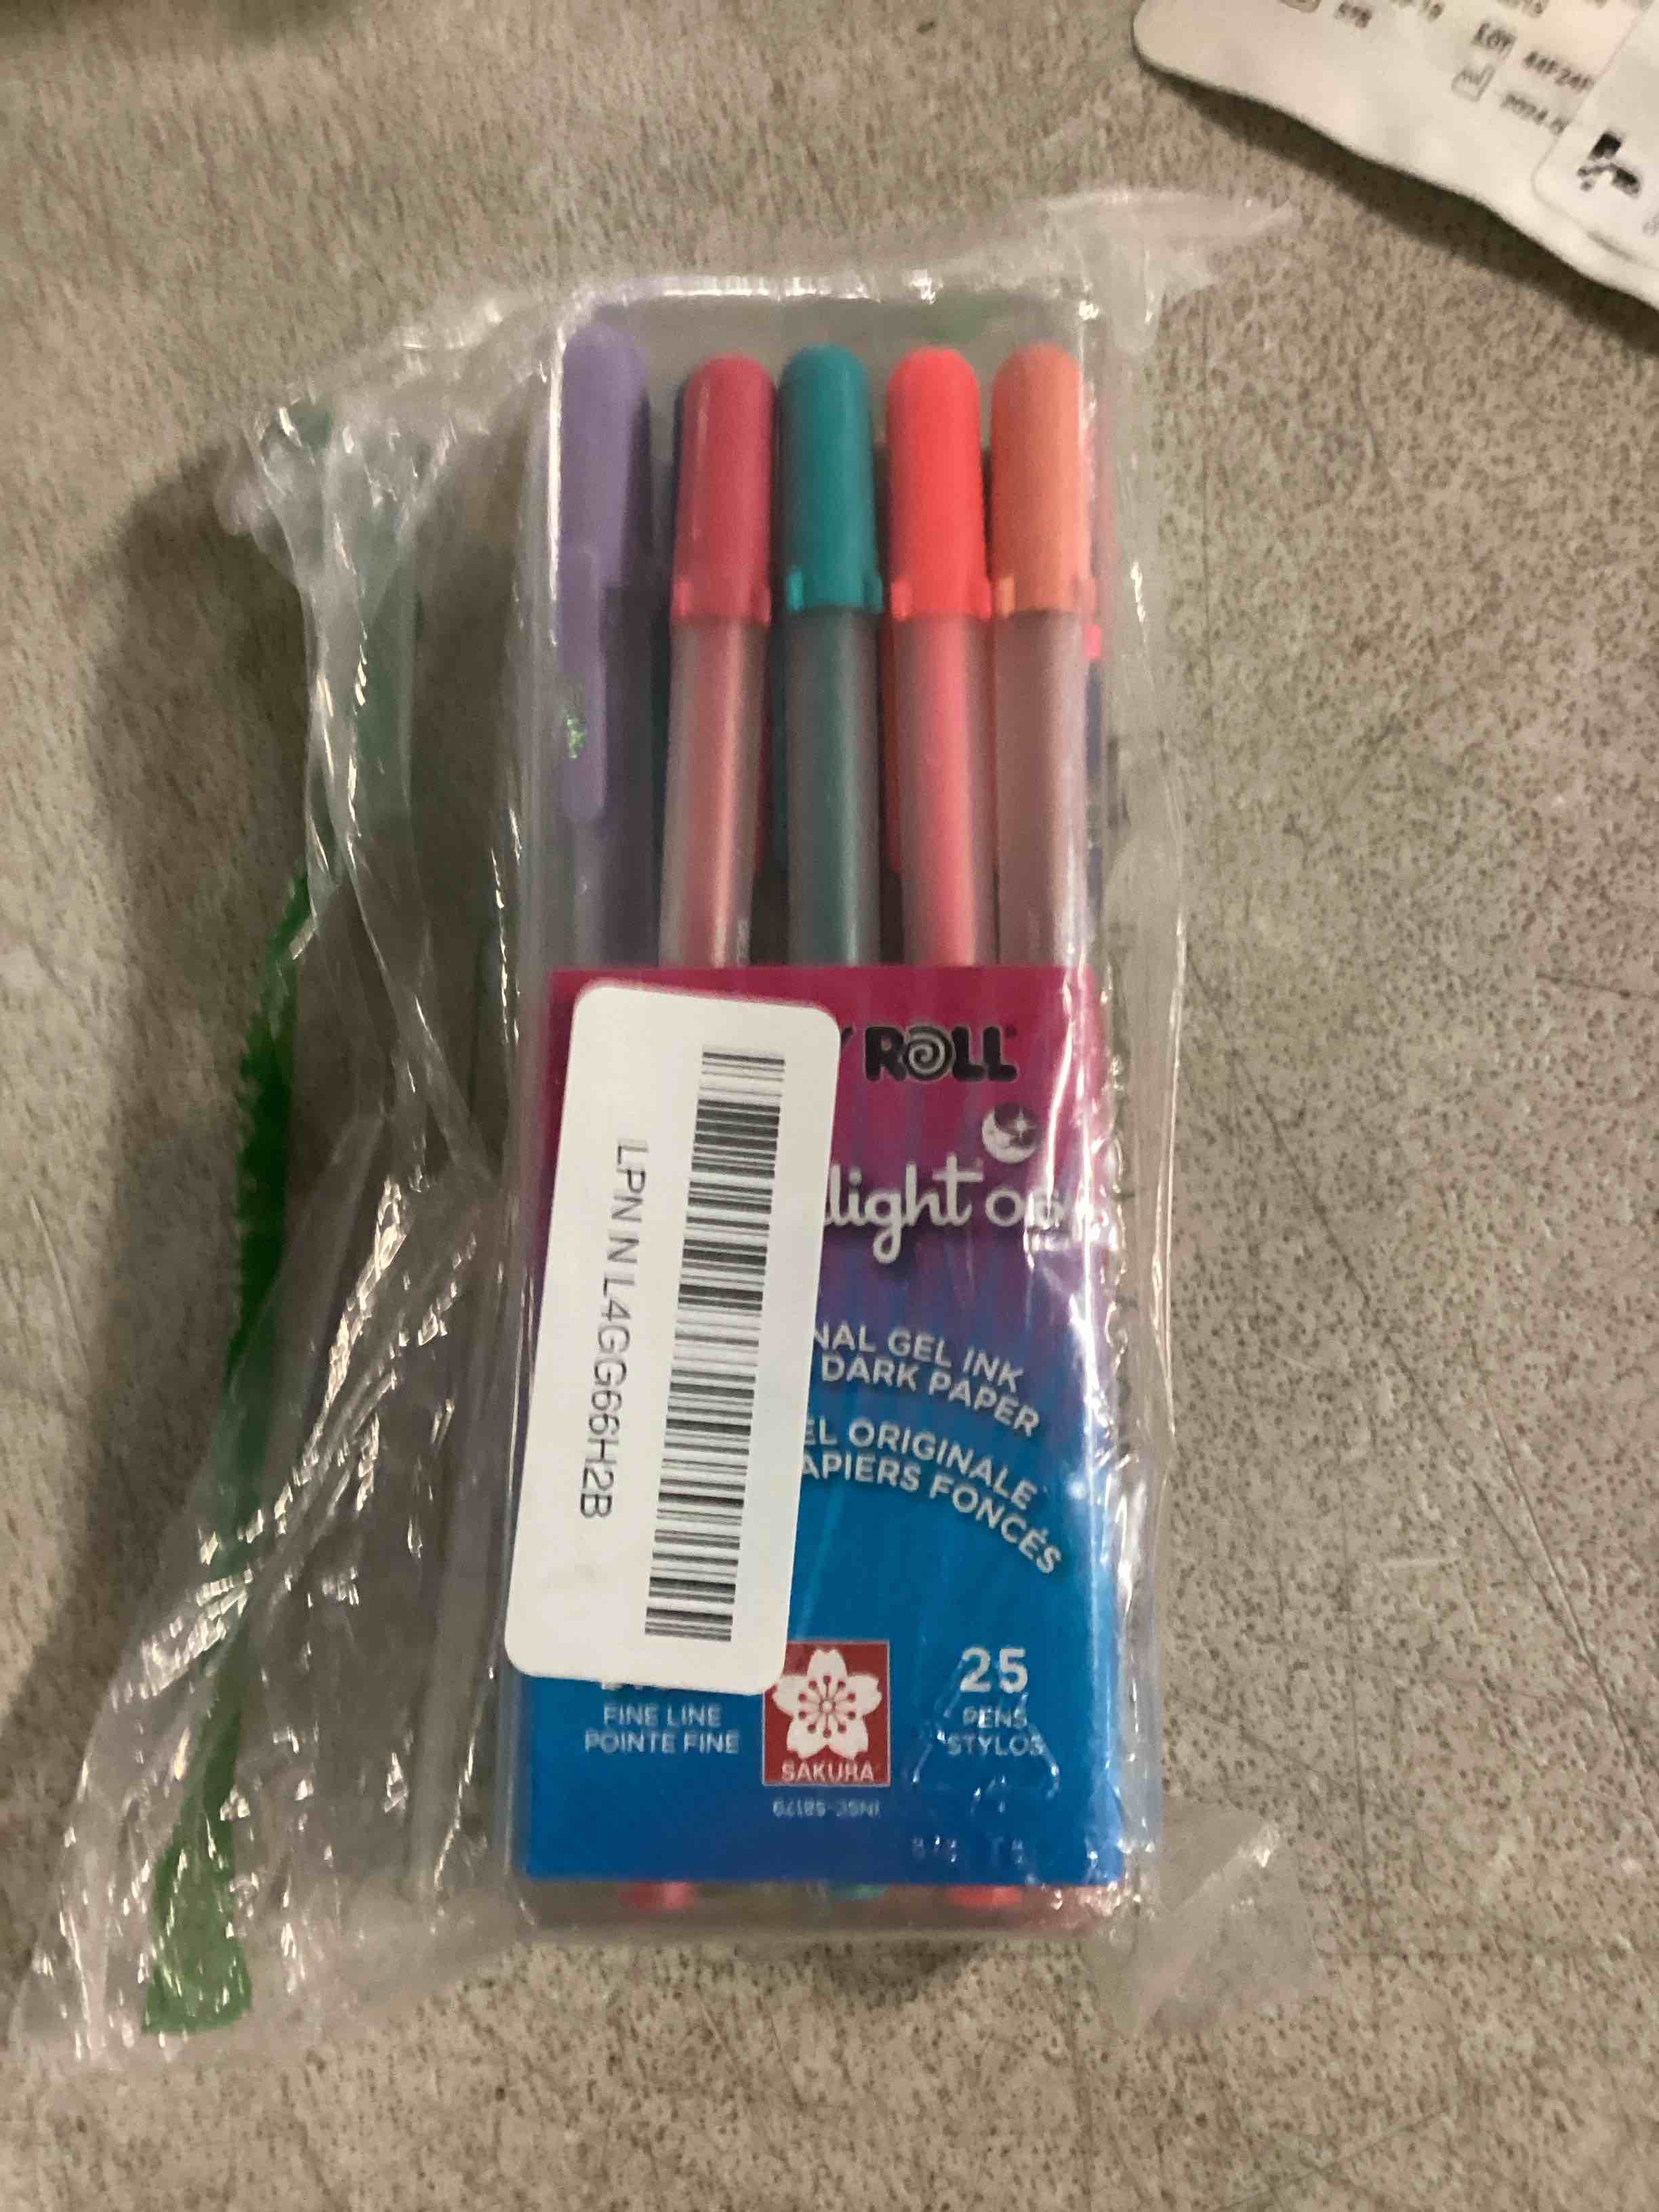 LOT
Y ROLL
light
NAL GEL INK
DARK PAPER
EL ORIGINALE
APIERS FONCÉS
LPN N L4GG66H2B
25
PENS
STYLOS
FINE LINE
POINTE FINE
SAKURA